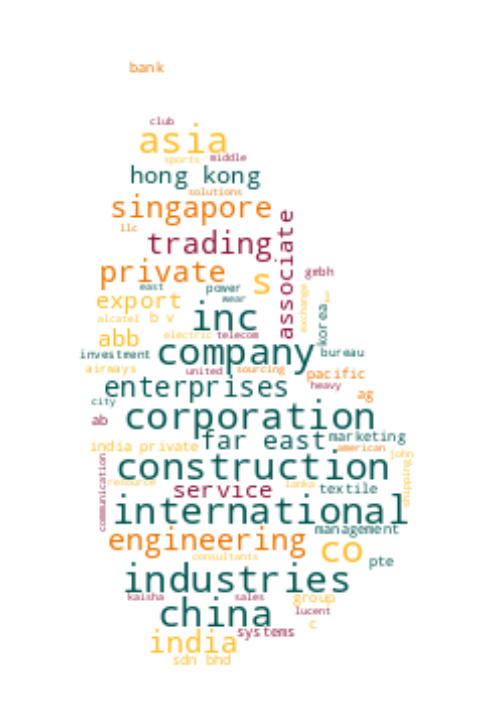 bank
club
asia
sports middle
hong kong
solutions
singapore
llc
trading
associate
private
gebh
east
power
s
export
wear
exchange
alcatel b v
inc
korea
abb
electric telecom
investment
company
bureau
airways
united sourcing
pacific
enterprises
heavy
city
ag
ab
corporation
far east
marketing
india private
american
john
construction
communication
resource
service
lanka
textile
shipping
international
management
engineering
co
consultants
pte
industries
kaisha
sales
group
china
lucent
c
systems
india
sdn bhd